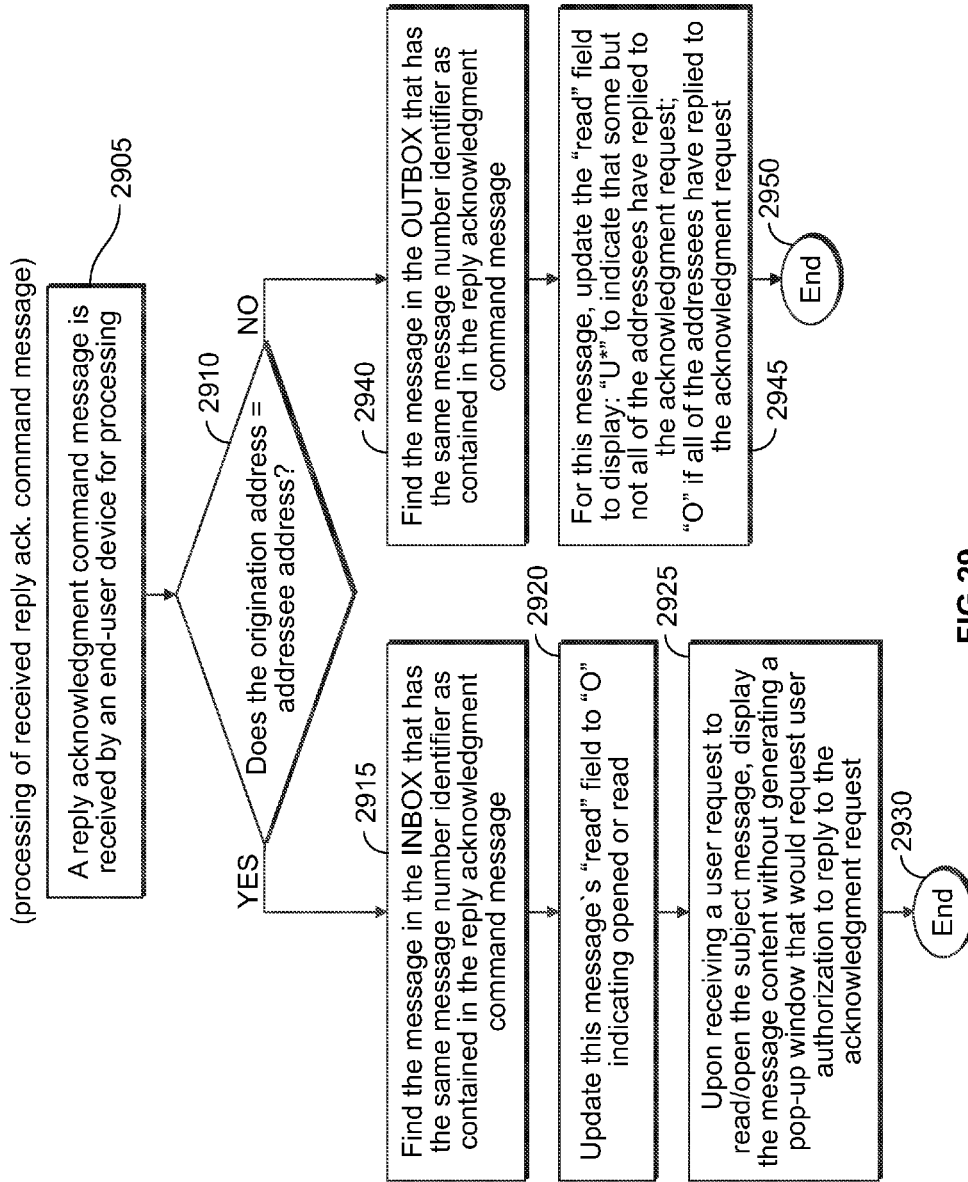 (processing of received reply ack. command message)
A reply acknowledgment command message is
received by an end-user device for processing
2905
2910
Does the origination address =
addressee address?
YES
NO
2915
Find the message in the INBOX that has
the same message number identifier as
contained in the reply acknowledgment
command message
2920
Update this message`s "read" field to "O"
indicating opened or read
2925
Upon receiving a user request to
read/open the subject message, display
the message content without generating a
pop-up window that would request user
authorization to reply to the
acknowledgment request
2930
End
2940
Find the message in the OUTBOX that has
the same message number identifier as
contained in the reply acknowledgment
command message
For this message, update the "read" field
to display: "U*" to indicate that some but
not all of the addressees have replied to
the acknowledgment request;
"O" if all of the addressees have replied to
the acknowledgment request
2945
2950
End